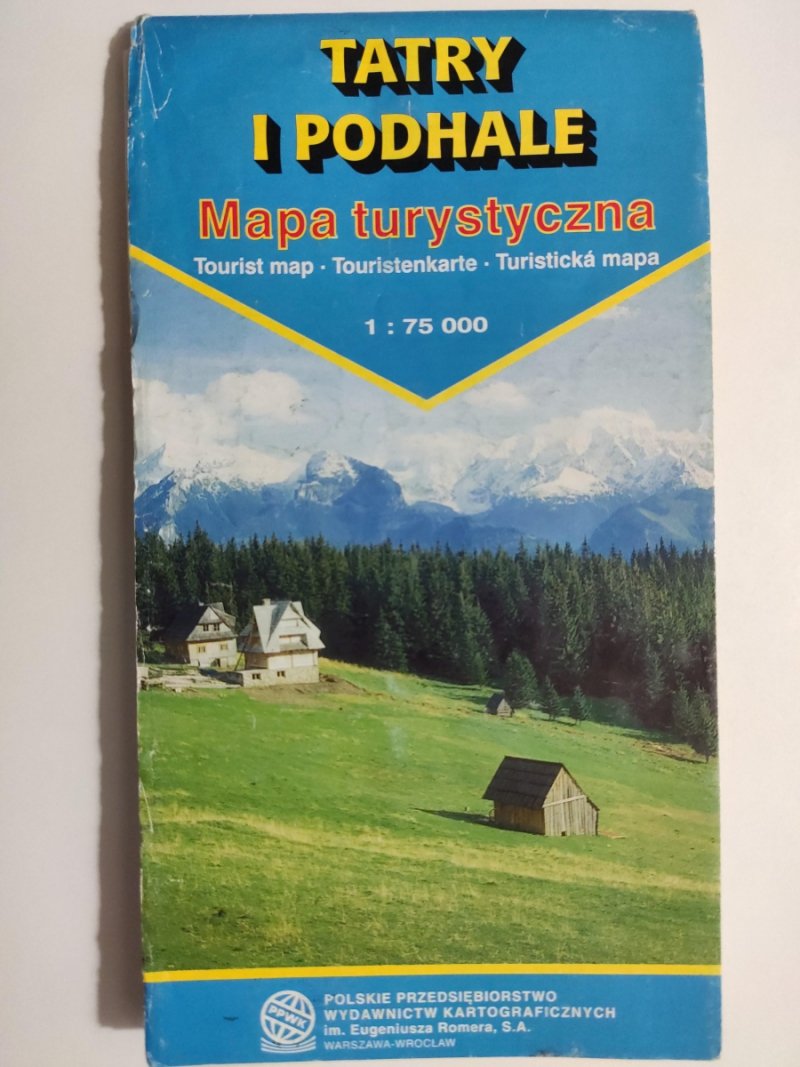 TATRY
I PODHALE
Mapa turystyczna
Tourist map · Touristenkarte · Turistická mapa
1 : 75 000
PPWK
POLSKIE PRZEDSIĘBIORSTWO
WYDAWNICTW KARTOGRAFICZNYCH
im. Eugeniusza Romera, S.A.
WARSZAWA-WROCŁAW